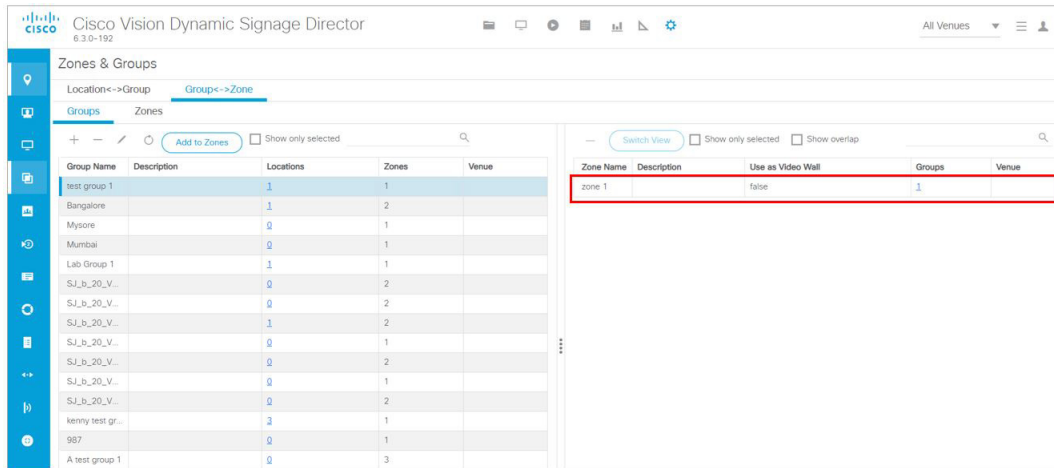 CISCO
Cisco Vision Dynamic Signage Director
6.3.0-192
All Venues
Zones & Groups
Location<->Group Group<->Zone
Groups Zones
Add to Zones Show only selected
Switch View Show only selected Show overlap
Group Name Description Locations Zones Venue
Zone Name Description Use as Video Wall Groups Venue
test group 1 1 1
zone 1 false 1
Bangalore 1 2
Mysore 0 1
Mumbai 0 1
Lab Group 1 1 1
SJ_b_20_V... 0 2
SJ_b_20_V... 0 2
SJ_b_20_V... 1 2
SJ_b_20_V... 0 1
SJ_b_20_V... 0 2
SJ_b_20_V... 0 1
SJ_b_20_V... 0 2
kenny test gr... 3 1
987 0 1
A test group 1 0 3